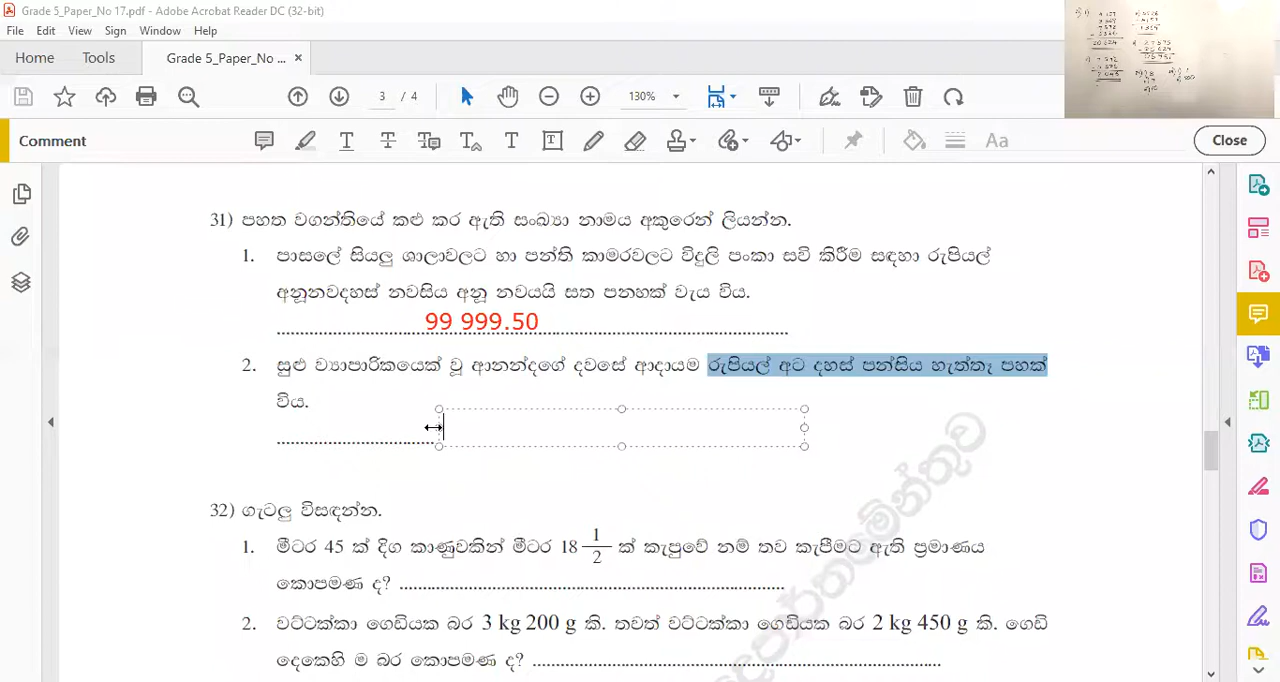 Grade 5_Paper_No 17.pdf - Adobe Acrobat Reader DC (32-bit)
File Edit View Sign Window Help
Home Tools Grade 5_Paper_No ... ×
3 / 4 130%
Comment Close
31) පහත වගන්තියේ කළු කර ඇති සංඛ්‍යා නාමය අකුරෙන් ලියන්න.
1. පාසලේ සියලු ශාලාවලට හා පන්ති කාමරවලට විදුලි පංකා සවි කිරීම සඳහා රුපියල්
අනූනවදහස් නවසිය අනූ නවයයි සත පනහක් වැය විය.
99 999.50
2. සුළු ව්‍යාපාරිකයෙක් වූ ආනන්දගේ දවසේ ආදායම රුපියල් අට දහස් පන්සිය හැත්තෑ පහක්
විය.
32) ගැටලු විසඳන්න.
1. මීටර 45 ක් දිග කාණුවකින් මීටර 18 1/2 ක් කැපුවේ නම් තව කැපීමට ඇති ප්‍රමාණය
කොපමණ ද? ................................................................
2. වට්ටක්කා ගෙඩියක බර 3 kg 200 g කි. තවත් වට්ටක්කා ගෙඩියක බර 2 kg 450 g කි. ගෙඩි
දෙකෙහි ම බර කොපමණ ද? ................................................................